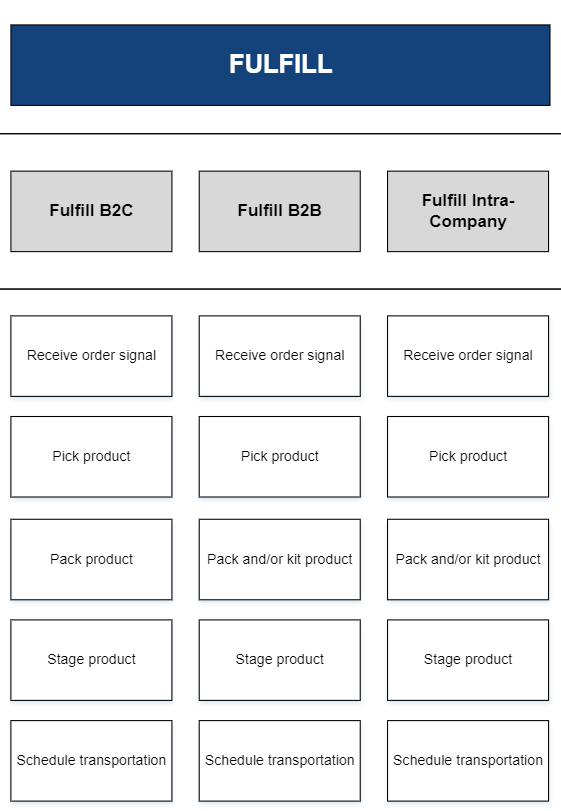 FULFILL
Fulfill B2C
Fulfill B2B
Fulfill Intra-
Company
Receive order signal
Receive order signal
Receive order signal
Pick product
Pick product
Pick product
Pack product
Pack and/or kit product
Pack and/or kit product
Stage product
Stage product
Stage product
Schedule transportation
Schedule transportation
Schedule transportation